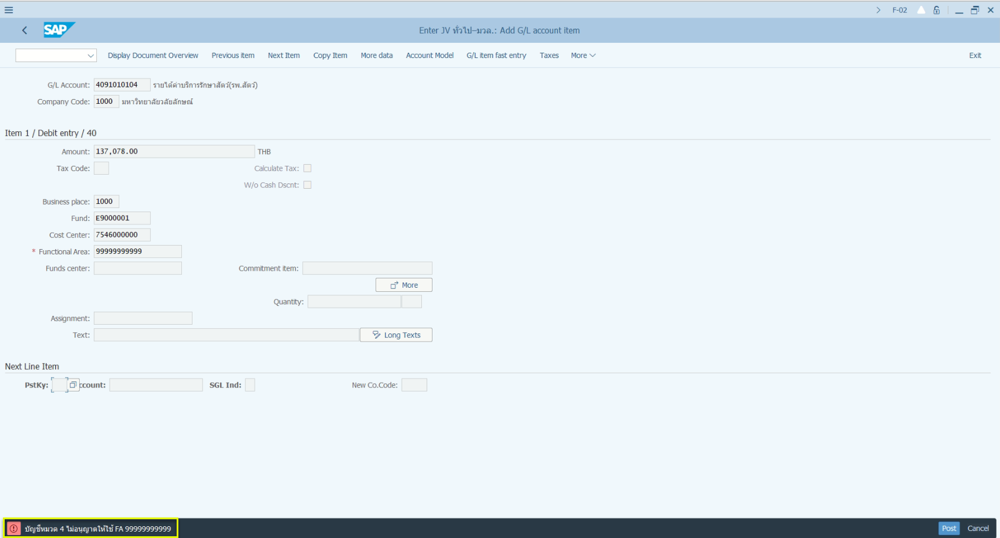 F-02
SAP
Enter JV ทั่วไป-มวล.: Add G/L account item
Display Document Overview Previous item Next Item Copy Item More data Account Model G/L item fast entry Taxes More Exit
G/L Account: 4091010104 รายได้ค่าบริการรักษาสัตว์(รพ.สัตว์)
Company Code: 1000 มหาวิทยาลัยวลัยลักษณ์
Item 1 / Debit entry / 40
Amount: 137,078.00 THB
Tax Code: Calculate Tax:
W/o Cash Dscnt:
Business place: 1000
Fund: E9000001
Cost Center: 7546000000
* Functional Area: 99999999999
Funds center: Commitment item:
More
Quantity:
Assignment:
Text: Long Texts
Next Line Item
PstKy: ccount: SGL Ind: New Co.Code:
บัญชีหมวด 4 ไม่อนุญาตให้ใช้ FA 99999999999 Post Cancel